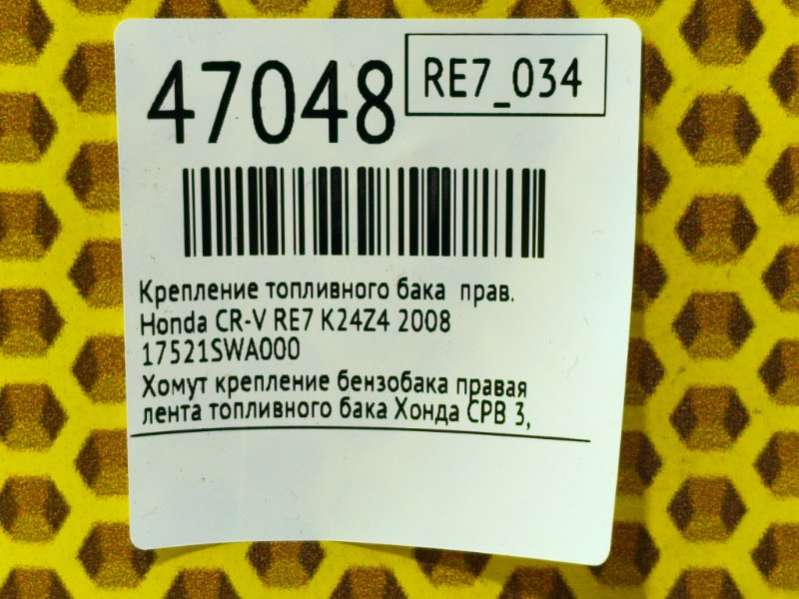 47048
RE7_034
Крепление топливного бака прав.
Honda CR-V RE7 K24Z4 2008
17521SWA000
Хомут крепление бензобака правая
лента топливного бака Хонда СРВ 3,